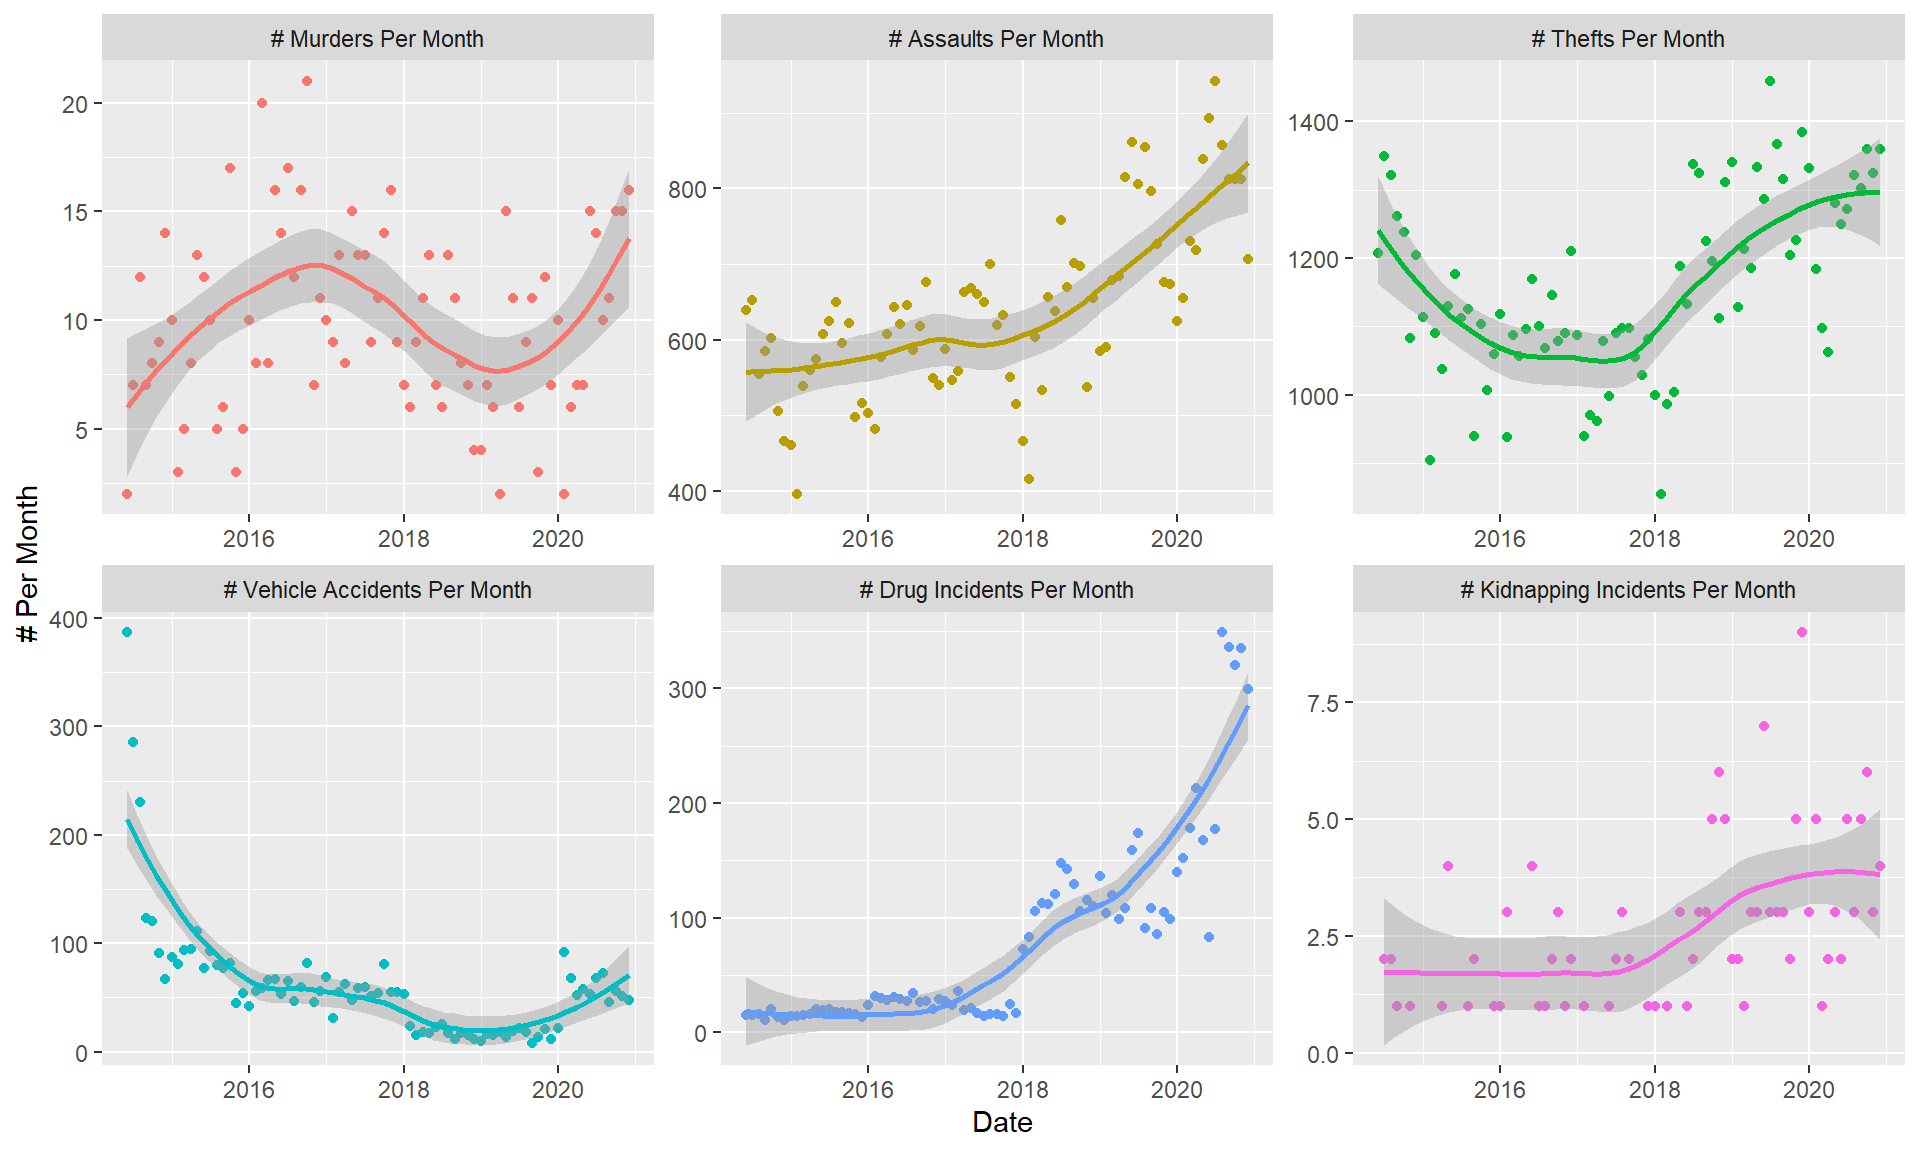 # Murders Per Month
# Assaults Per Month
# Thefts Per Month
20
15
10
5
2016 2018 2020
800
600
400
2016 2018 2020
1400
1200
1000
2016 2018 2020
# Per Month
# Vehicle Accidents Per Month
# Drug Incidents Per Month
# Kidnapping Incidents Per Month
400
300
200
100
0
2016 2018 2020
300
200
100
0
2016 2018 2020
7.5
5.0
2.5
0.0
2016 2018 2020
Date